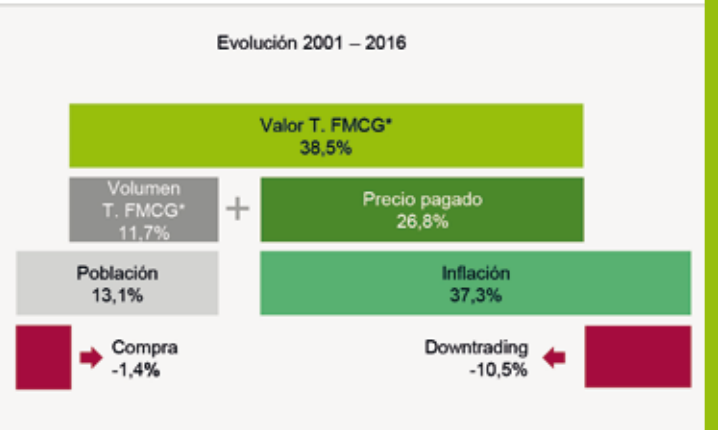 Evolución 2001 – 2016
Valor T. FMCG*
38,5%
Volumen
T. FMCG*
11,7%
+
Precio pagado
26,8%
Población
13,1%
Inflación
37,3%
Compra
-1,4%
Downtrading
-10,5%